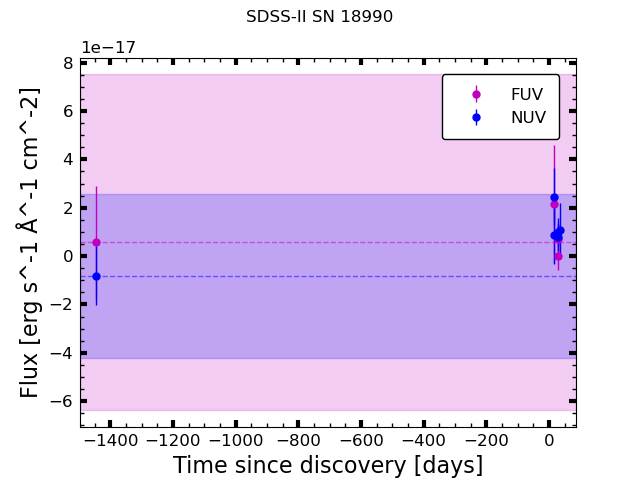 SDSS-II SN 18990
1e−17
FUV
NUV
8
6
4
2
0
−2
−4
−6
Flux [erg s^-1 Å^-1 cm^-2]
−1400 −1200 −1000 −800 −600 −400 −200 0
Time since discovery [days]